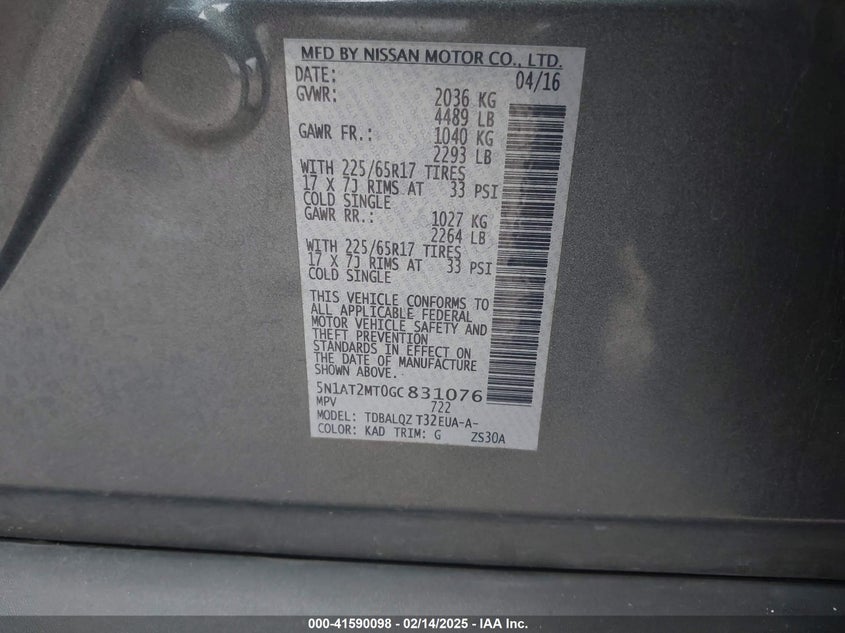 MFD BY NISSAN MOTOR CO., LTD.
DATE: 04/16
GVWR: 2036 KG
4489 LB
GAWR FR.: 1040 KG
2293 LB
WITH 225/65R17 TIRES
17 X 7J RIMS AT 33 PSI
COLD SINGLE
GAWR RR.: 1027 KG
2264 LB
WITH 225/65R17 TIRES
17 X 7J RIMS AT 33 PSI
COLD SINGLE
THIS VEHICLE CONFORMS TO
ALL APPLICABLE FEDERAL
MOTOR VEHICLE SAFETY AND
THEFT PREVENTION
STANDARDS IN EFFECT ON
THE DATE OF MANUFACTURE
SHOWN ABOVE.
5N1AT2MT0GC831076
MPV 722
MODEL: TDBALQZ T32EUA-A-
COLOR: KAD TRIM: G ZS30A
000-41590098 - 02/14/2025 - IAA Inc.